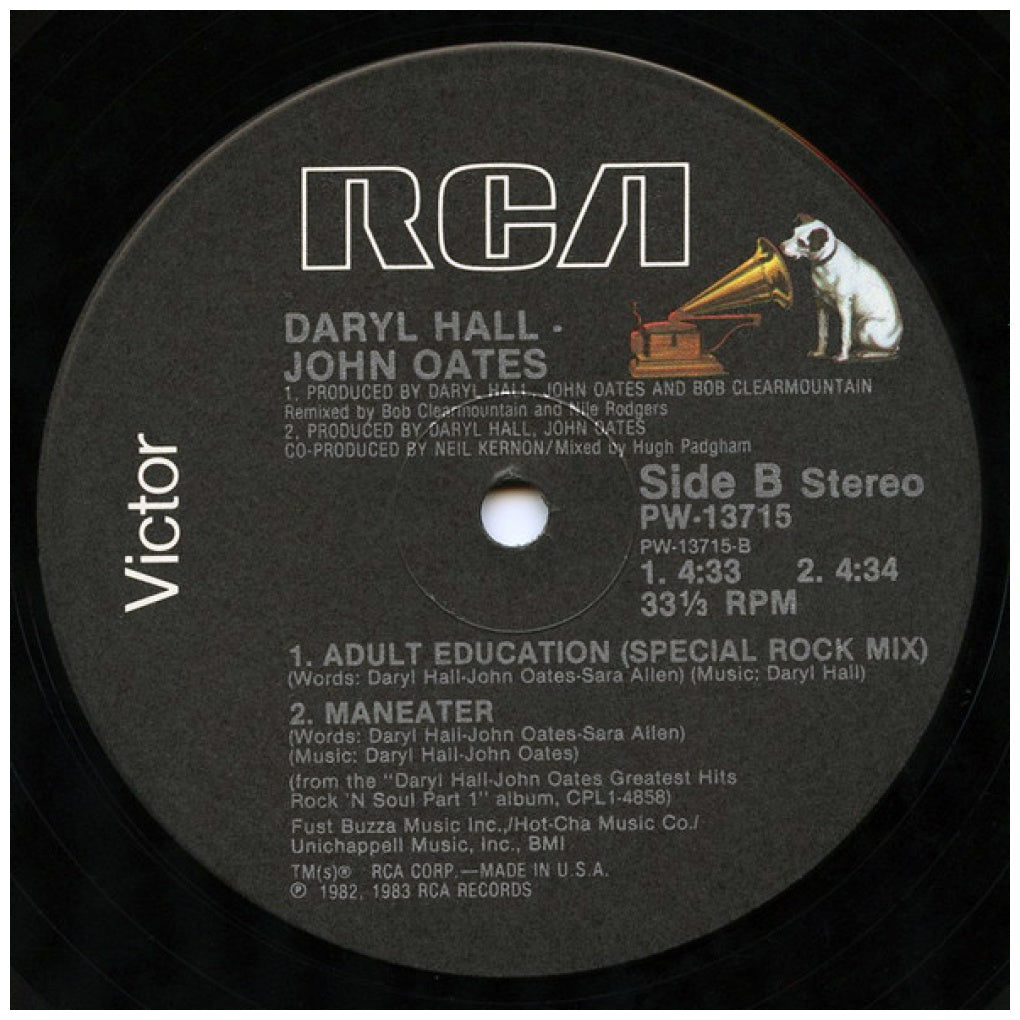 RCA
Victor
DARYL HALL •
JOHN OATES
1. PRODUCED BY DARYL HALL, JOHN OATES AND BOB CLEARMOUNTAIN
Remixed by Bob Clearmountain and Nile Rodgers
2. PRODUCED BY DARYL HALL, JOHN OATES
CO-PRODUCED BY NEIL KERNON/Mixed by Hugh Padgham
Side B Stereo
PW-13715
PW-13715-B
1. 4:33 2. 4:34
33⅓ RPM
1. ADULT EDUCATION (SPECIAL ROCK MIX)
(Words: Daryl Hall-John Oates-Sara Allen) (Music: Daryl Hall)
2. MANEATER
(Words: Daryl Hall-John Oates-Sara Allen)
(Music: Daryl Hall-John Oates)
(from the "Daryl Hall-John Oates Greatest Hits
Rock 'N Soul Part 1" album, CPL1-4858)
Fust Buzza Music Inc.,/Hot-Cha Music Co./
Unichappell Music, Inc., BMI
TM(s)® RCA CORP.—MADE IN U.S.A.
℗ 1982, 1983 RCA RECORDS